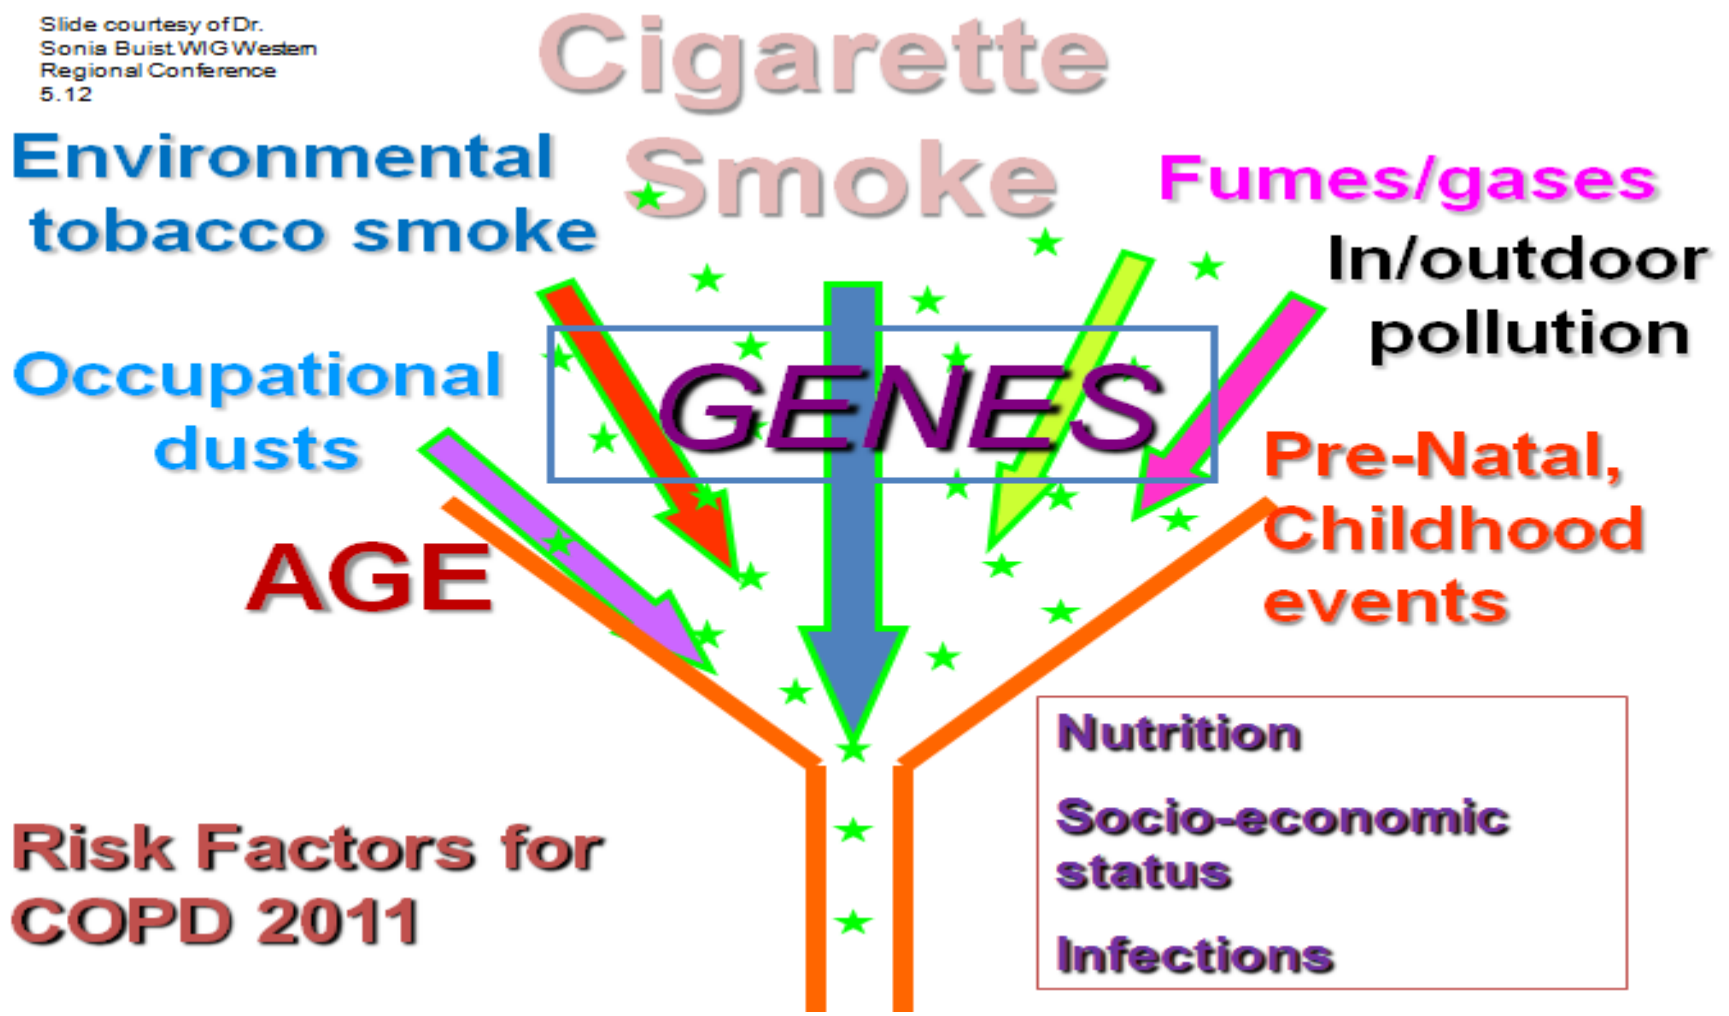 Slide courtesy of Dr.
Sonia Buist.WIG Western
Regional Conference
5.12
Cigarette
Smoke
Environmental
tobacco smoke
Fumes/gases
In/outdoor
pollution
GENES
Occupational
dusts
Pre-Natal,
Childhood
events
AGE
Nutrition
Socio-economic
status
Infections
Risk Factors for
COPD 2011